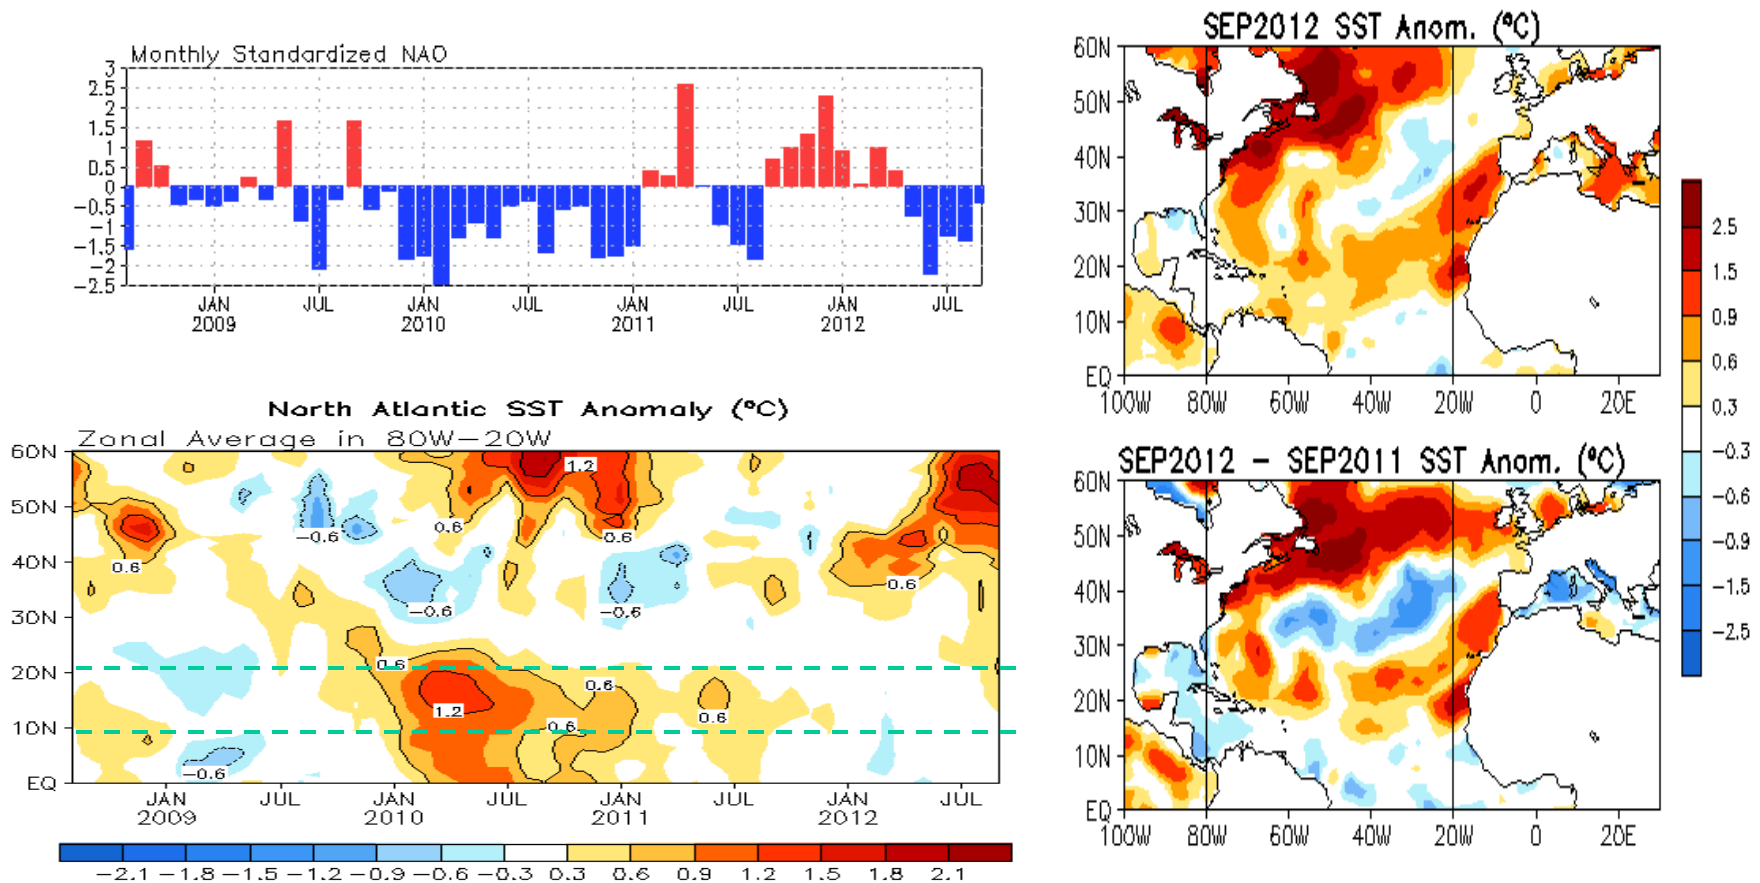 Monthly Standardized NAO
3
2.5
2
1.5
1
0.5
0
-0.5
-1
-1.5
-2
-2.5
JAN JUL JAN JUL JAN JUL JAN JUL
2009 2010 2011 2012
North Atlantic SST Anomaly (ºC)
Zonal Average in 80W-20W
60N
50N
40N
30N
20N
10N
EQ
1.2
0.6
-0.6
0.6
0.6
-0.6
-0.6
0.6
0.6
0.6
1.2
0.6
0.6
-0.6
JAN JUL JAN JUL JAN JUL JAN JUL
2009 2010 2011 2012
-2.1 -1.8 -1.5 -1.2 -0.9 -0.6 -0.3 0.3 0.6 0.9 1.2 1.5 1.8 2.1
SEP2012 SST Anom. (ºC)
60N
50N
40N
30N
20N
10N
EQ
100W 80W 60W 40W 20W 0 20E
SEP2012 - SEP2011 SST Anom. (ºC)
60N
50N
40N
30N
20N
10N
EQ
100W 80W 60W 40W 20W 0 20E
2.5
1.5
0.9
0.6
0.3
-0.3
-0.6
-0.9
-1.5
-2.5